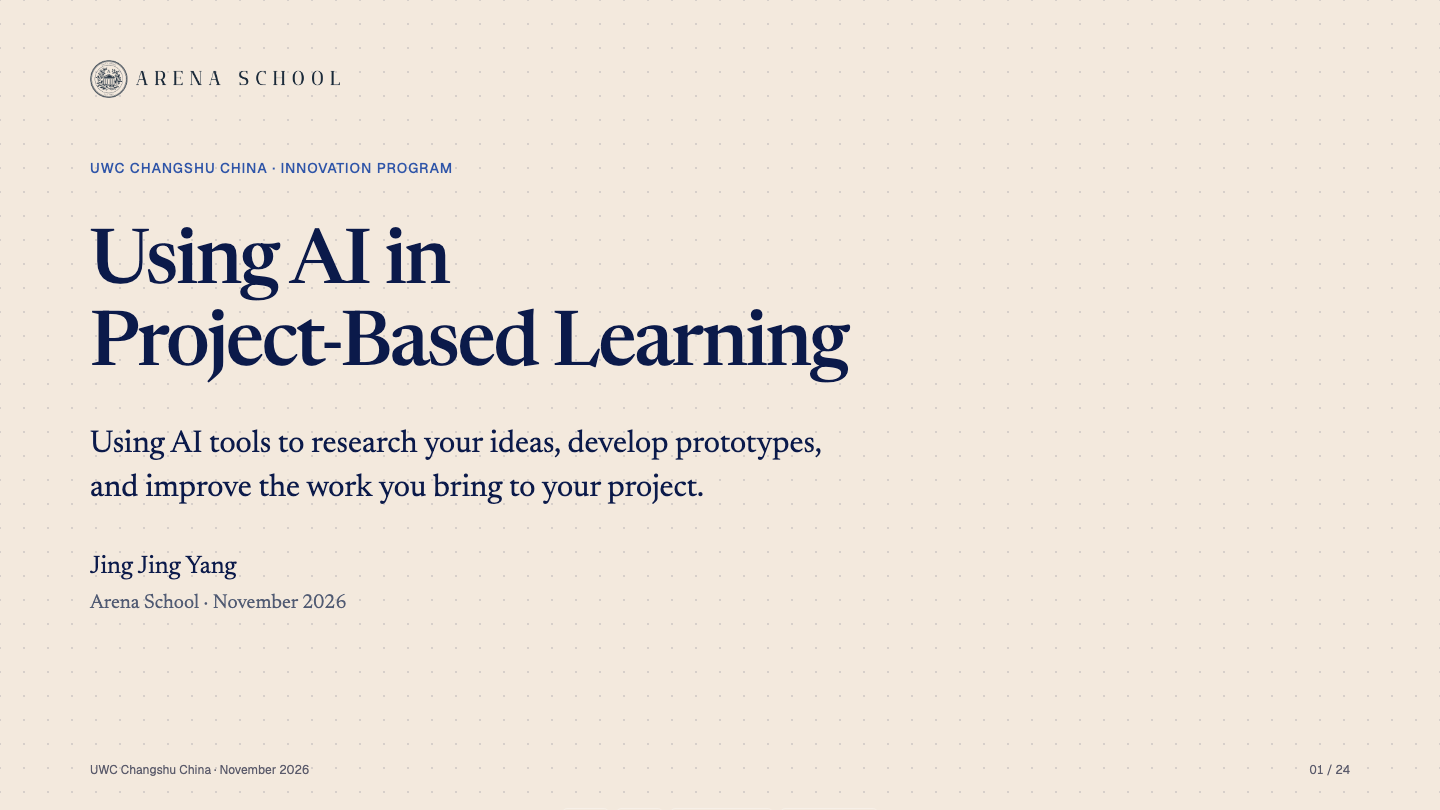 ARENA SCHOOL
UWC CHANGSHU CHINA · INNOVATION PROGRAM
Using AI in
Project-Based Learning
Using AI tools to research your ideas, develop prototypes,
and improve the work you bring to your project.
Jing Jing Yang
Arena School · November 2026
UWC Changshu China · November 2026
01 / 24